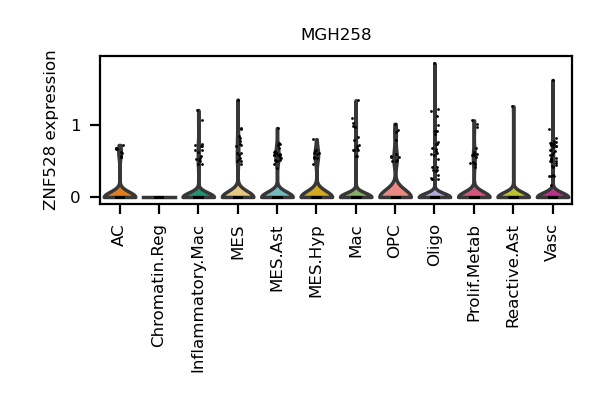 MGH258
ZNF528 expression
1
0
AC
Chromatin.Reg
Inflammatory.Mac
MES
MES.Ast
MES.Hyp
Mac
OPC
Oligo
Prolif.Metab
Reactive.Ast
Vasc